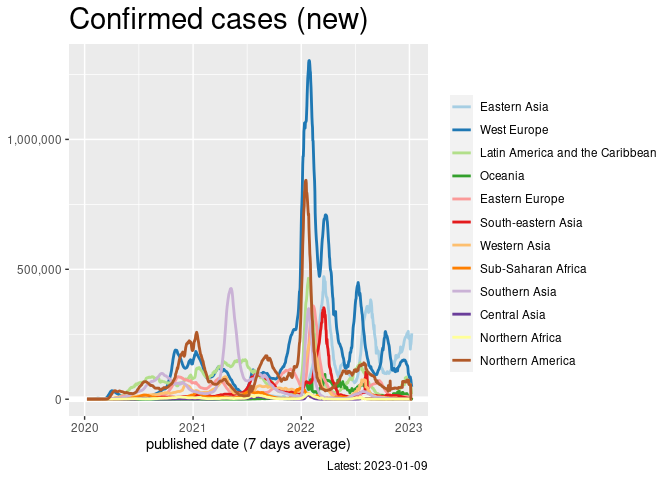 Confirmed cases (new)
1,000,000
500,000
0
2020 2021 2022 2023
published date (7 days average)
Latest: 2023-01-09
Eastern Asia
West Europe
Latin America and the Caribbean
Oceania
Eastern Europe
South-eastern Asia
Western Asia
Sub-Saharan Africa
Southern Asia
Central Asia
Northern Africa
Northern America